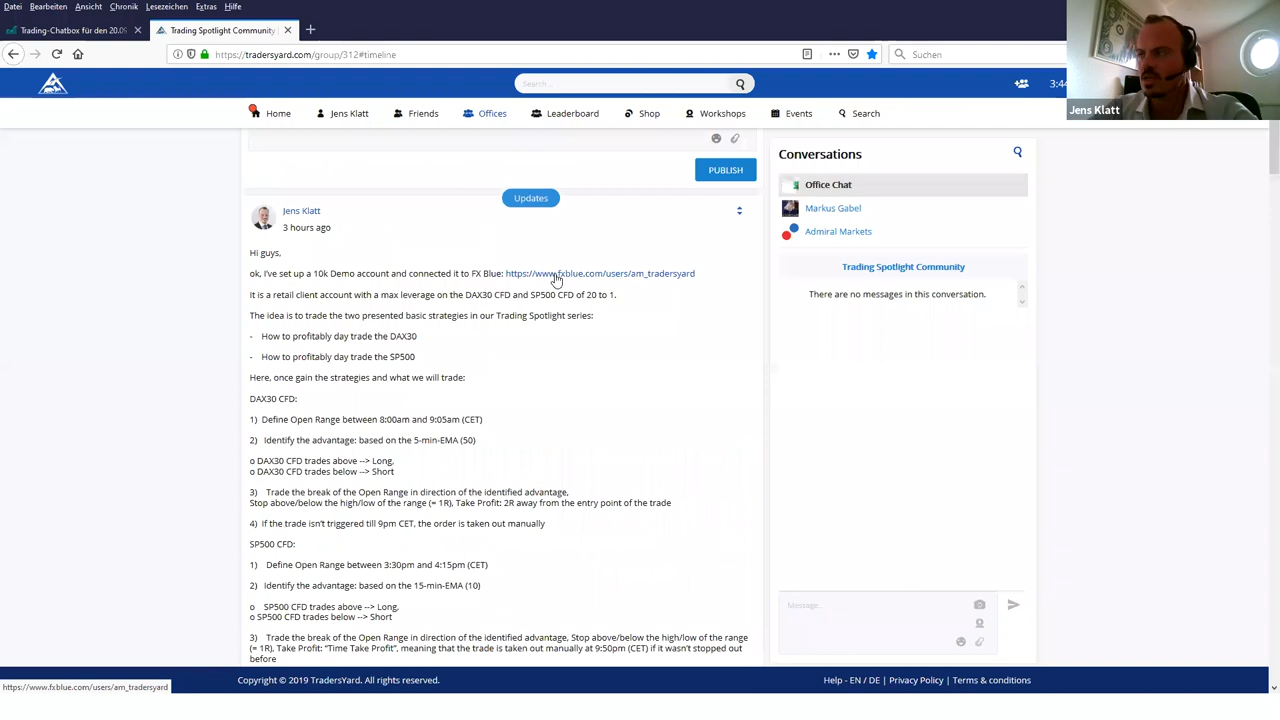 Datei Bearbeiten Ansicht Chronik Lesezeichen Extras Hilfe
Trading-Chatbox für den 20.09
Trading Spotlight Community
https://tradersyard.com/group/312#timeline
Suchen
Search...
3:44
Jens Klatt
Home Jens Klatt Friends Offices Leaderboard Shop Workshops Events Search
PUBLISH
Updates
Jens Klatt
3 hours ago
Hi guys,
ok, I've set up a 10k Demo account and connected it to FX Blue: https://www.fxblue.com/users/am_tradersyard
It is a retail client account with a max leverage on the DAX30 CFD and SP500 CFD of 20 to 1.
The idea is to trade the two presented basic strategies in our Trading Spotlight series:
- How to profitably day trade the DAX30
- How to profitably day trade the SP500
Here, once gain the strategies and what we will trade:
DAX30 CFD:
1) Define Open Range between 8:00am and 9:05am (CET)
2) Identify the advantage: based on the 5-min-EMA (50)
o DAX30 CFD trades above --> Long,
o DAX30 CFD trades below --> Short
3) Trade the break of the Open Range in direction of the identified advantage,
Stop above/below the high/low of the range (= 1R), Take Profit: 2R away from the entry point of the trade
4) If the trade isn't triggered till 9pm CET, the order is taken out manually
SP500 CFD:
1) Define Open Range between 3:30pm and 4:15pm (CET)
2) Identify the advantage: based on the 15-min-EMA (10)
o SP500 CFD trades above --> Long,
o SP500 CFD trades below --> Short
3) Trade the break of the Open Range in direction of the identified advantage, Stop above/below the high/low of the range
(= 1R), Take Profit: "Time Take Profit", meaning that the trade is taken out manually at 9:50pm (CET) if it wasn't stopped out
before
Conversations
Office Chat
Markus Gabel
Admiral Markets
Trading Spotlight Community
There are no messages in this conversation.
Message...
Copyright © 2019 TradersYard. All rights reserved.
Help - EN / DE | Privacy Policy | Terms & conditions
https://www.fxblue.com/users/am_tradersyard